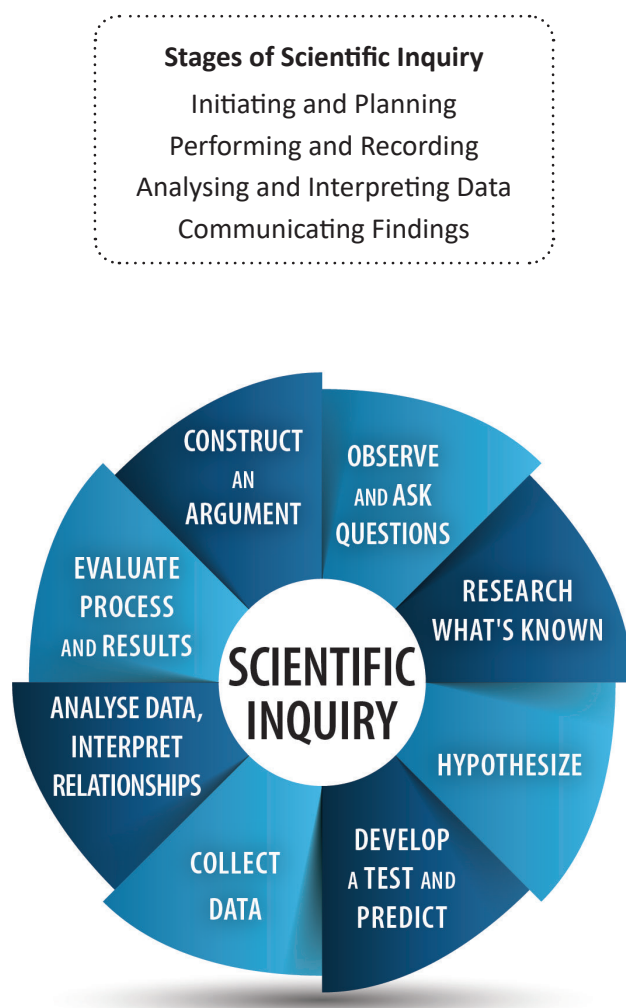 Stages of Scientific Inquiry
Initiating and Planning
Performing and Recording
Analysing and Interpreting Data
Communicating Findings
OBSERVE
AND ASK
QUESTIONS
RESEARCH
WHAT'S KNOWN
HYPOTHESIZE
DEVELOP
A TEST AND
PREDICT
COLLECT
DATA
ANALYSE DATA,
INTERPRET
RELATIONSHIPS
EVALUATE
PROCESS
AND RESULTS
CONSTRUCT
AN
ARGUMENT
SCIENTIFIC
INQUIRY